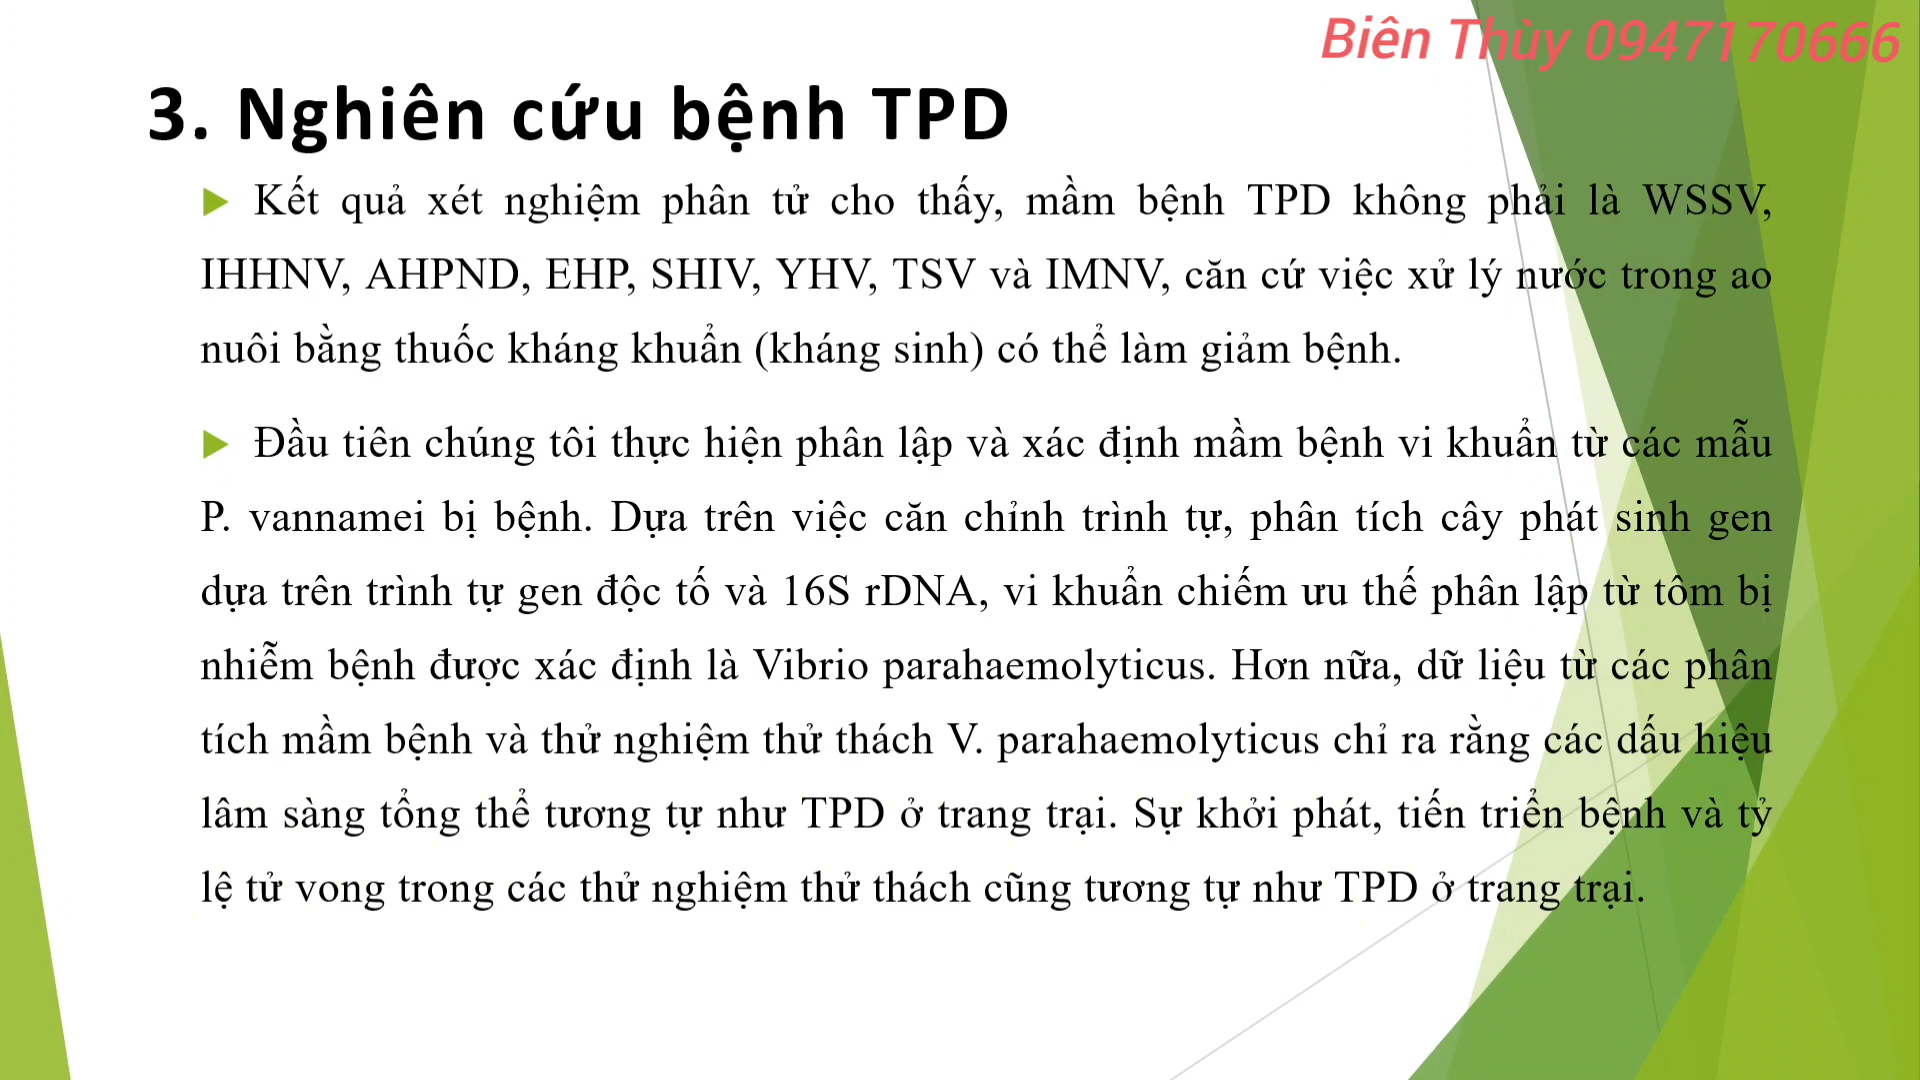 Biên Thùy 0947170666
3. Nghiên cứu bệnh TPD
Kết quả xét nghiệm phân tử cho thấy, mầm bệnh TPD không phải là WSSV,
IHHNV, AHPND, EHP, SHIV, YHV, TSV và IMNV, căn cứ việc xử lý nước trong ao
nuôi bằng thuốc kháng khuẩn (kháng sinh) có thể làm giảm bệnh.
Đầu tiên chúng tôi thực hiện phân lập và xác định mầm bệnh vi khuẩn từ các mẫu
P. vannamei bị bệnh. Dựa trên việc căn chỉnh trình tự, phân tích cây phát sinh gen
dựa trên trình tự gen độc tố và 16S rDNA, vi khuẩn chiếm ưu thế phân lập từ tôm bị
nhiễm bệnh được xác định là Vibrio parahaemolyticus. Hơn nữa, dữ liệu từ các phân
tích mầm bệnh và thử nghiệm thử thách V. parahaemolyticus chỉ ra rằng các dấu hiệu
lâm sàng tổng thể tương tự như TPD ở trang trại. Sự khởi phát, tiến triển bệnh và tỷ
lệ tử vong trong các thử nghiệm thử thách cũng tương tự như TPD ở trang trại.